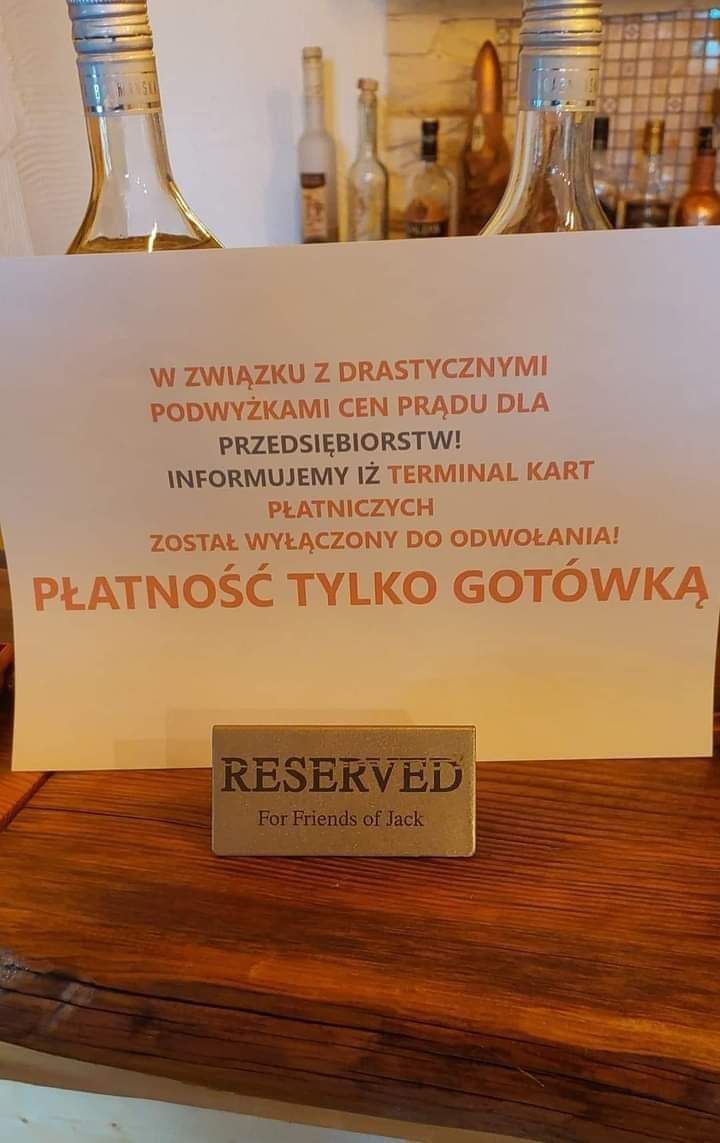 W ZWIĄZKU Z DRASTYCZNYMI
PODWYŻKAMI CEN PRĄDU DLA
PRZEDSIĘBIORSTW!
INFORMUJEMY IŻ TERMINAL KART
PŁATNICZYCH
ZOSTAŁ WYŁĄCZONY DO ODWOŁANIA!
PŁATNOŚĆ TYLKO GOTÓWKĄ
RESERVED
For Friends of Jack